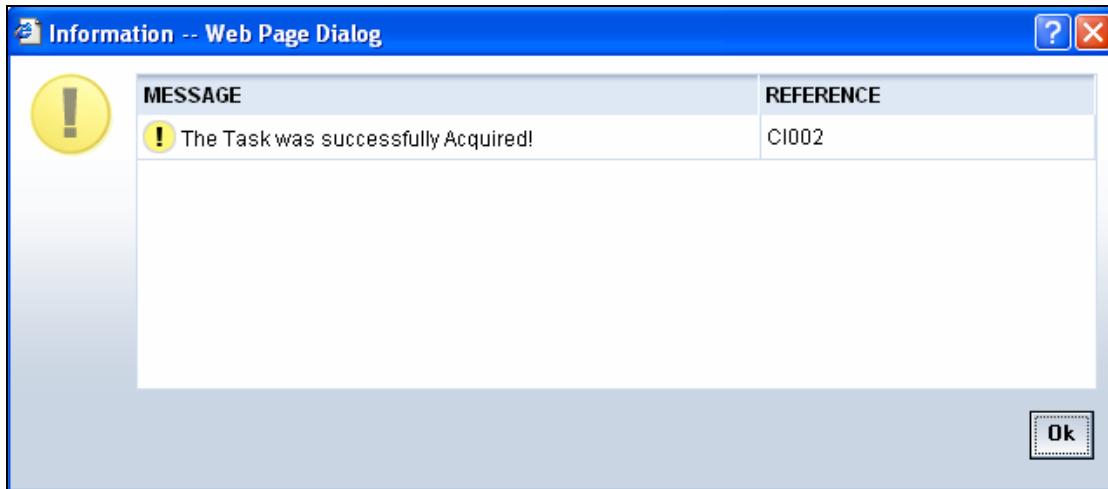 Information -- Web Page Dialog
MESSAGE REFERENCE
The Task was successfully Acquired! CI002
Ok